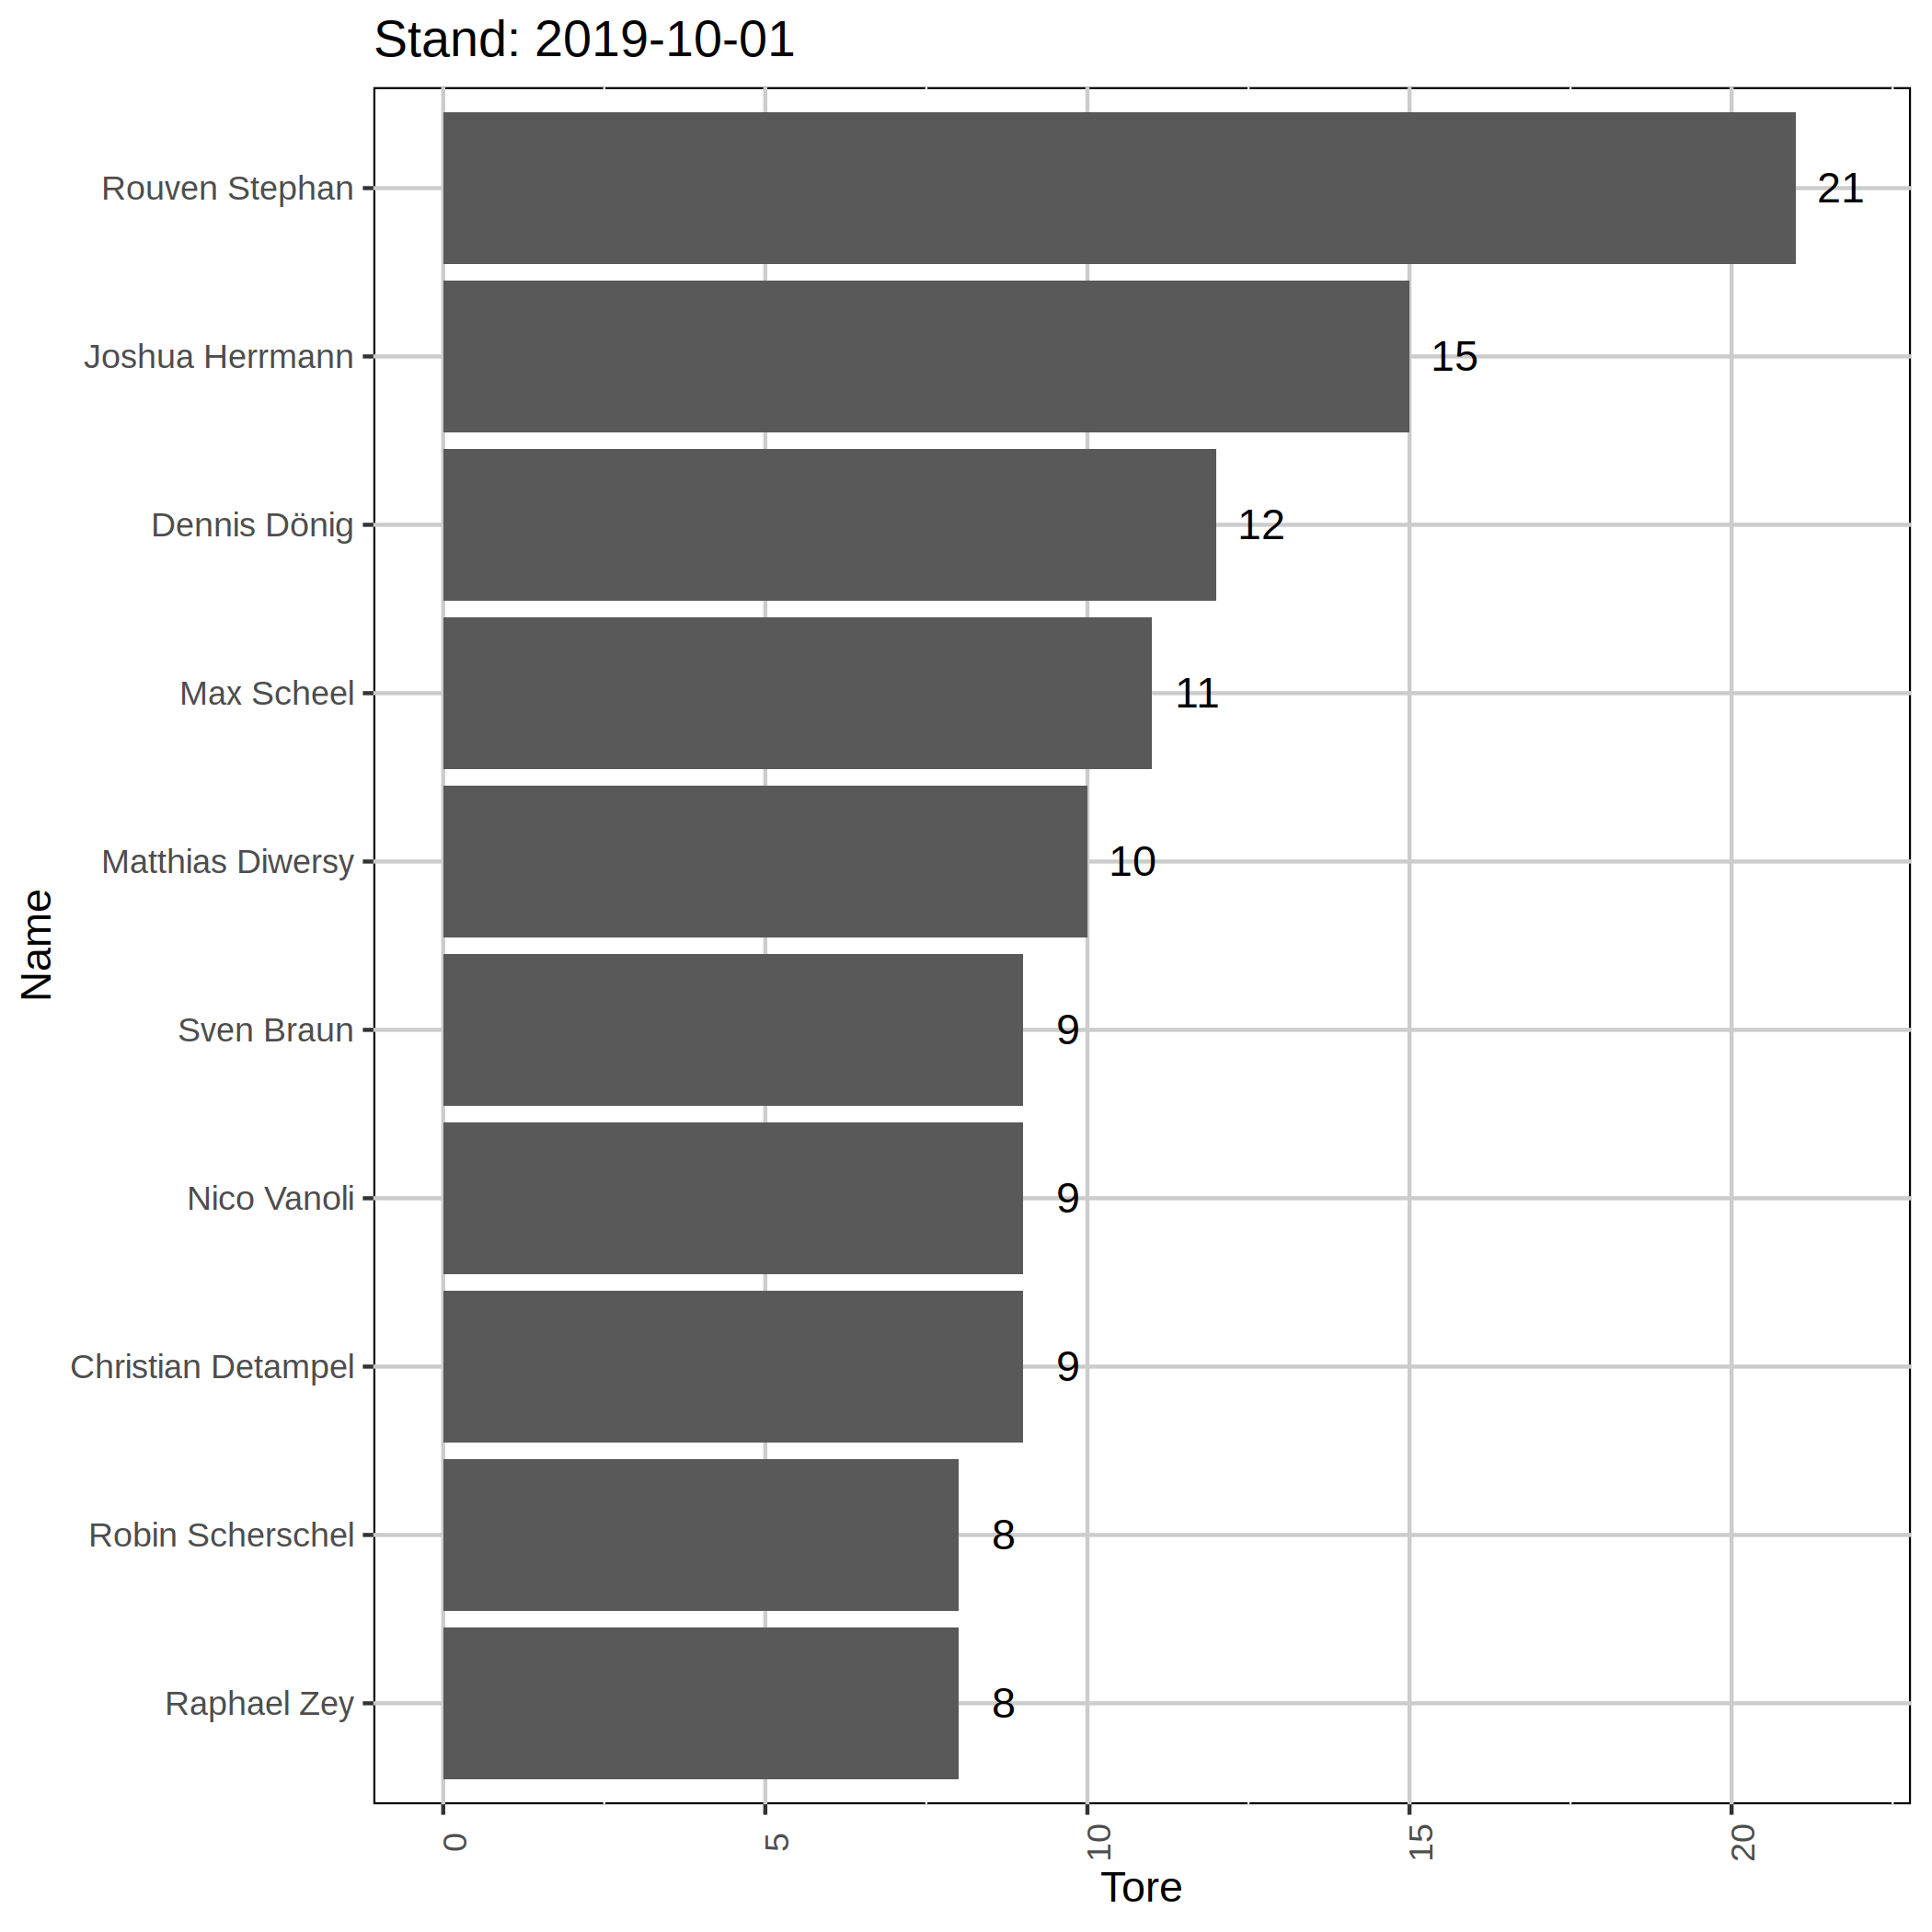 Stand: 2019-10-01
Rouven Stephan 21
Joshua Herrmann 15
Dennis Dönig 12
Max Scheel 11
Matthias Diwersy 10
Sven Braun 9
Nico Vanoli 9
Christian Detampel 9
Robin Scherschel 8
Raphael Zey 8
Name
0 5 10 15 20
Tore